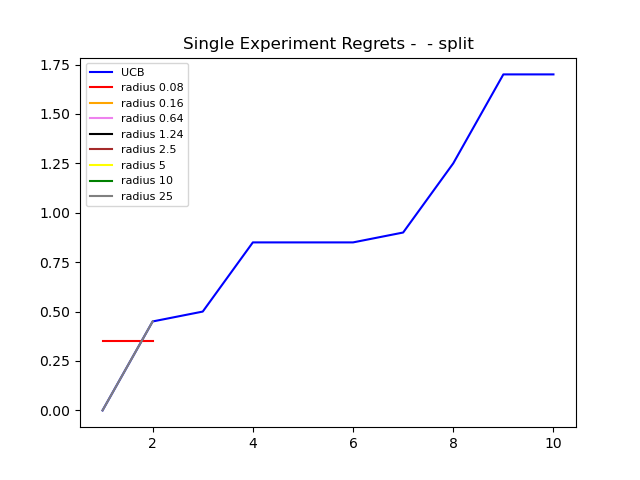 Single Experiment Regrets -  - split
1.75
1.50
1.25
1.00
0.75
0.50
0.25
0.00
UCB
radius 0.08
radius 0.16
radius 0.64
radius 1.24
radius 2.5
radius 5
radius 10
radius 25
2 4 6 8 10